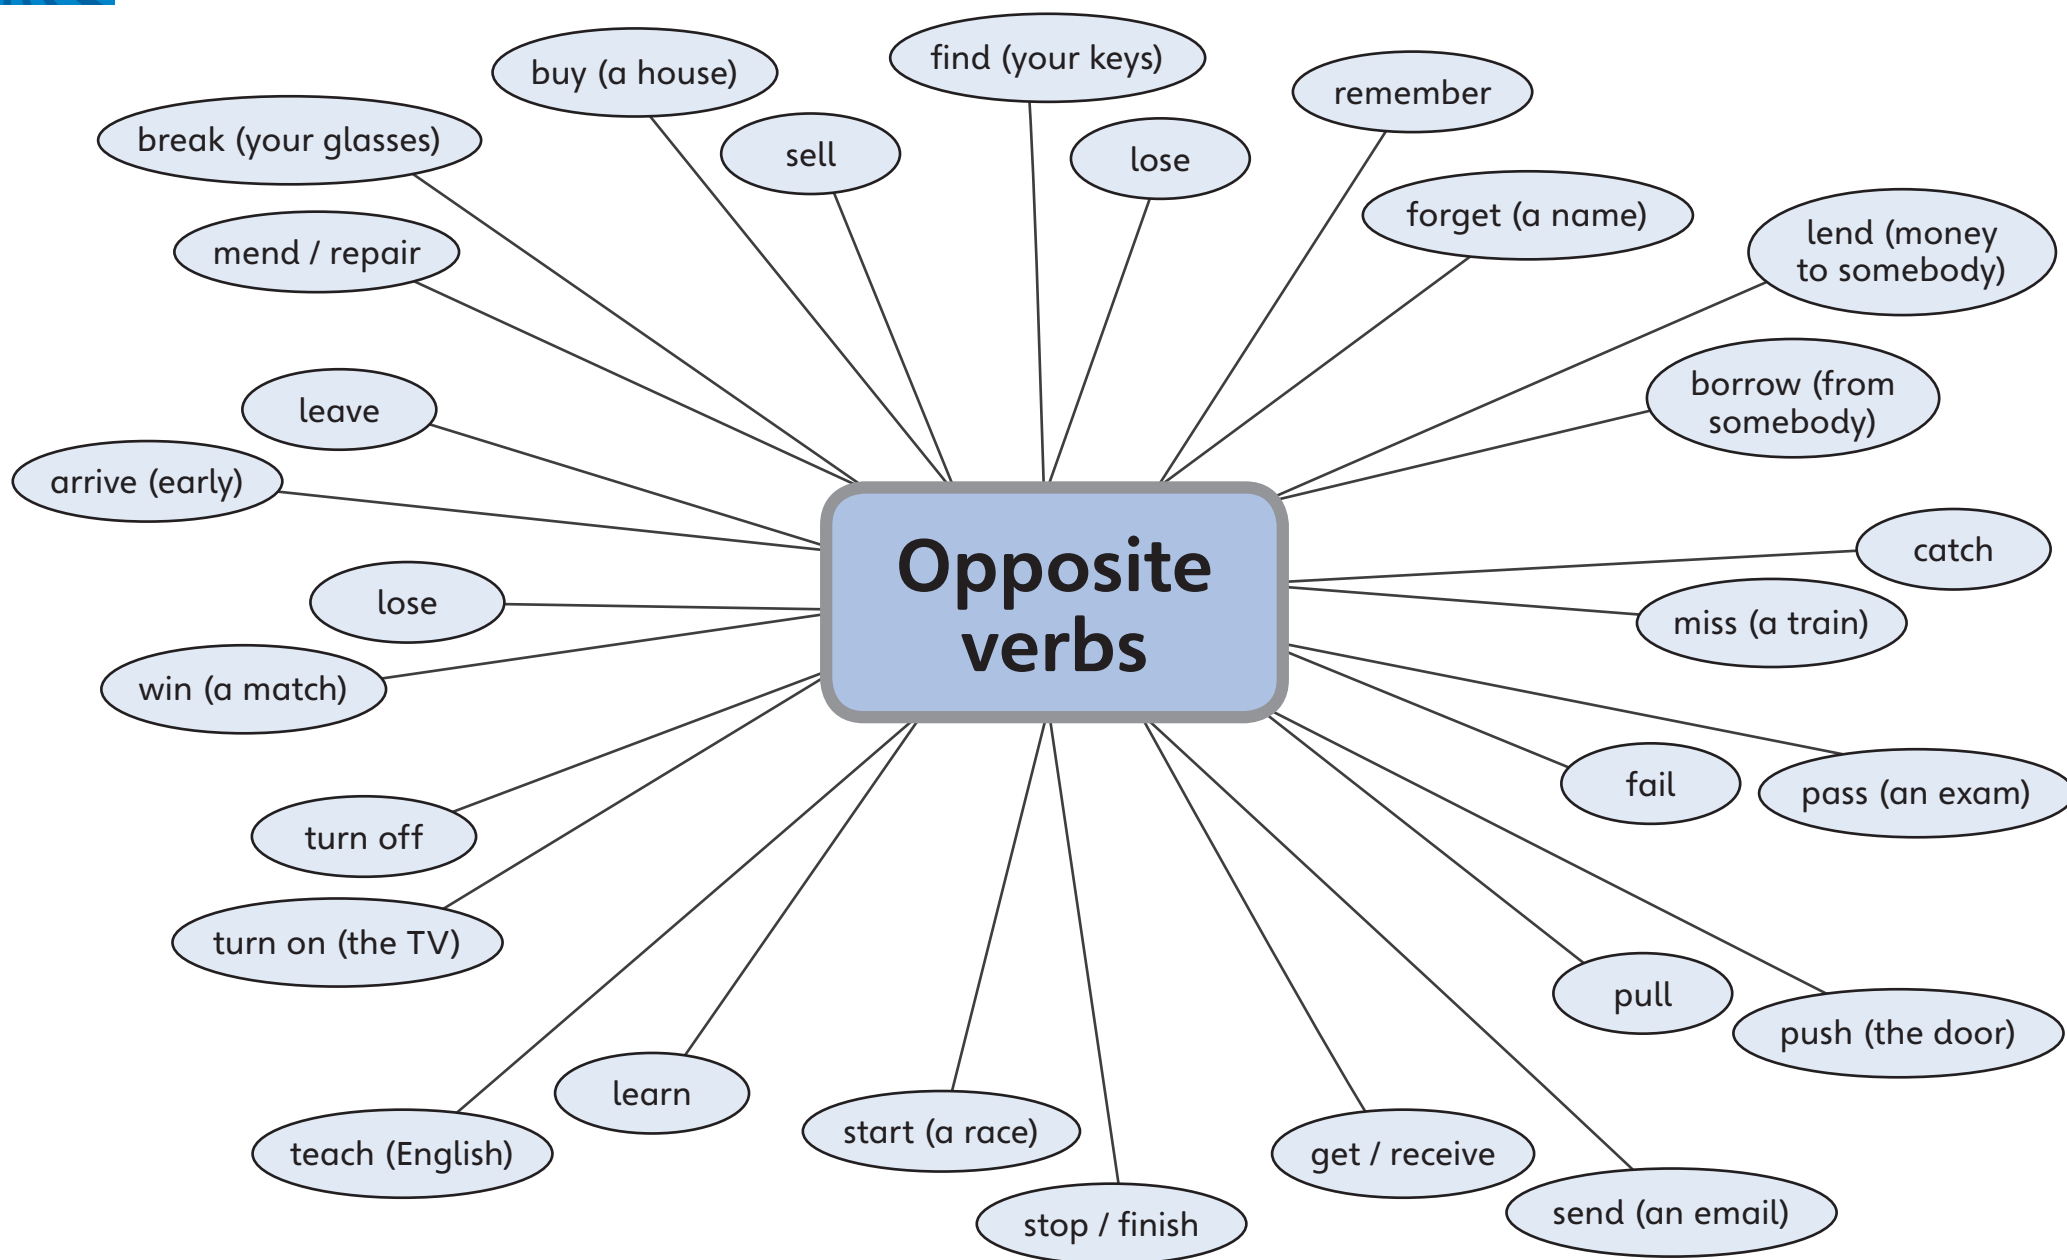 find (your keys)
buy (a house)
remember
break (your glasses)
sell
lose
forget (a name)
mend / repair
lend (money
to somebody)
leave
borrow (from
somebody)
arrive (early)
Opposite
verbs
catch
lose
miss (a train)
win (a match)
fail
pass (an exam)
turn off
turn on (the TV)
pull
push (the door)
learn
start (a race)
teach (English)
get / receive
send (an email)
stop / finish